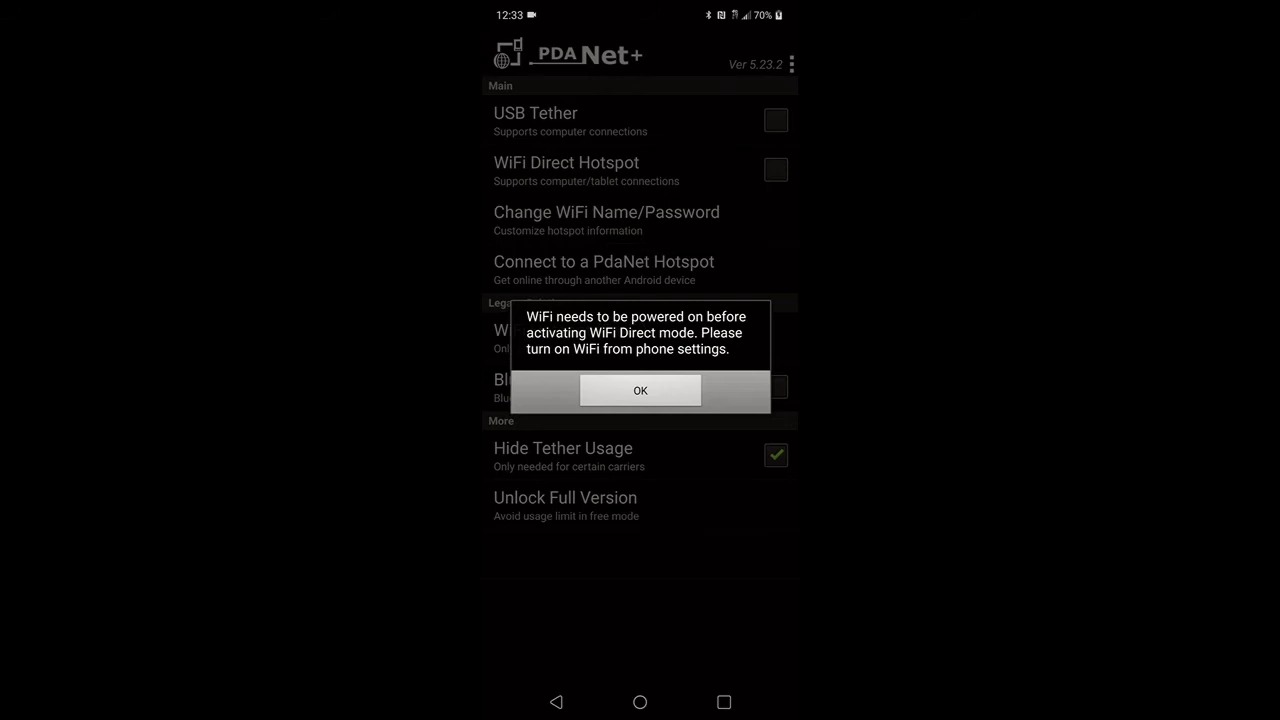 12:33 70%
PDA Net+
Ver 5.23.2
Main
USB Tether
Supports computer connections
WiFi Direct Hotspot
Supports computer/tablet connections
Change WiFi Name/Password
Customize hotspot information
Connect to a PdaNet Hotspot
Get online through another Android device
WiFi needs to be powered on before
activating WiFi Direct mode. Please
turn on WiFi from phone settings.
OK
More
Hide Tether Usage
Only needed for certain carriers
Unlock Full Version
Avoid usage limit in free mode